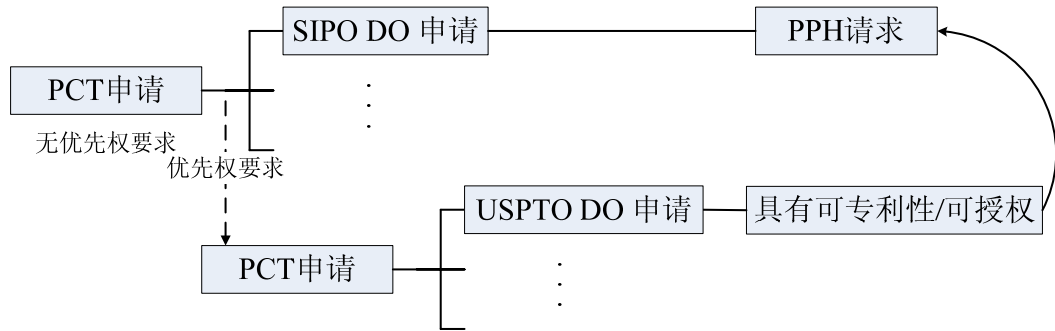 SIPO DO 申请
PPH请求
PCT申请
无优先权要求
优先权要求
USPTO DO 申请
具有可专利性/可授权
PCT申请